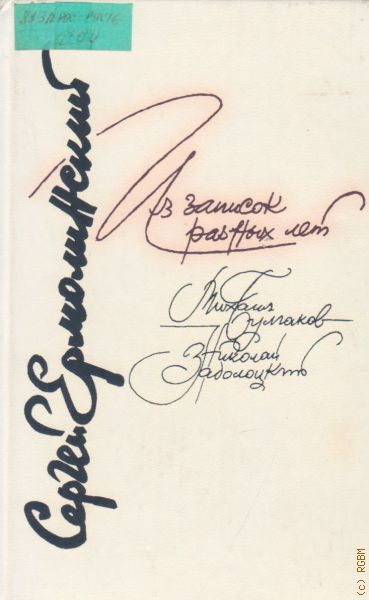 Сергей Ермолинский
Из записок
разных лет
Михаил
Булгаков
Николай
Заболоцкий
(c) RGBM